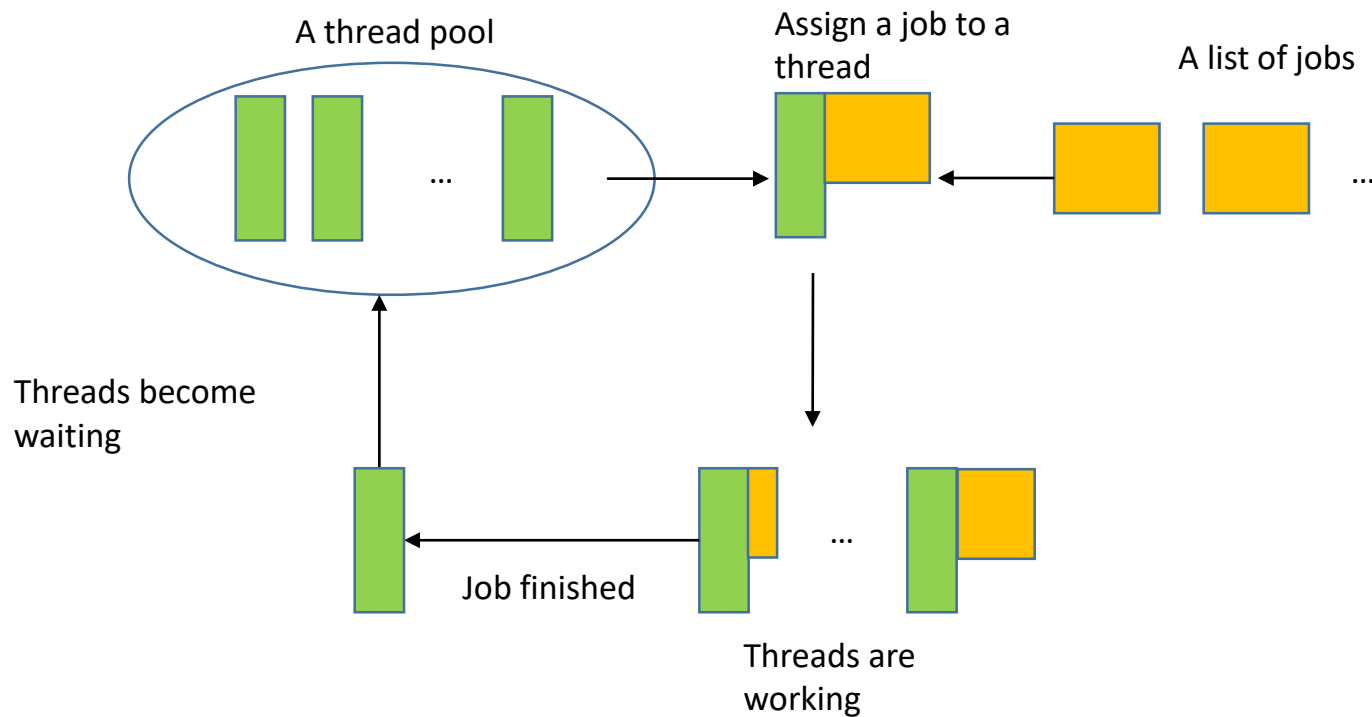 A thread pool
Assign a job to a
thread
A list of jobs
...
...
Threads become
waiting
...
Job finished
Threads are
working